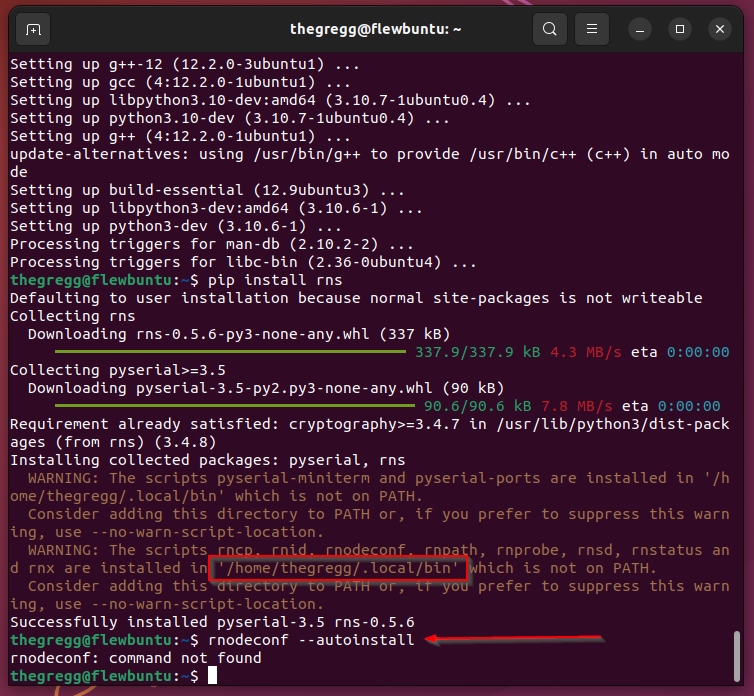 thegregg@flewbuntu: ~
Setting up g++-12 (12.2.0-3ubuntu1) ...
Setting up gcc (4:12.2.0-1ubuntu1) ...
Setting up libpython3.10-dev:amd64 (3.10.7-1ubuntu0.4) ...
Setting up python3.10-dev (3.10.7-1ubuntu0.4) ...
Setting up g++ (4:12.2.0-1ubuntu1) ...
update-alternatives: using /usr/bin/g++ to provide /usr/bin/c++ (c++) in auto mo
de
Setting up build-essential (12.9ubuntu3) ...
Setting up libpython3-dev:amd64 (3.10.6-1) ...
Setting up python3-dev (3.10.6-1) ...
Processing triggers for man-db (2.10.2-2) ...
Processing triggers for libc-bin (2.36-0ubuntu4) ...
thegregg@flewbuntu:~$ pip install rns
Defaulting to user installation because normal site-packages is not writeable
Collecting rns
  Downloading rns-0.5.6-py3-none-any.whl (337 kB)
337.9/337.9 kB 4.3 MB/s eta 0:00:00
Collecting pyserial>=3.5
  Downloading pyserial-3.5-py2.py3-none-any.whl (90 kB)
90.6/90.6 kB 7.8 MB/s eta 0:00:00
Requirement already satisfied: cryptography>=3.4.7 in /usr/lib/python3/dist-pack
ages (from rns) (3.4.8)
Installing collected packages: pyserial, rns
  WARNING: The scripts pyserial-miniterm and pyserial-ports are installed in '/h
ome/thegregg/.local/bin' which is not on PATH.
  Consider adding this directory to PATH or, if you prefer to suppress this warn
ing, use --no-warn-script-location.
  WARNING: The scripts rncp, rnid, rnodeconf, rnpath, rnprobe, rnsd, rnstatus an
d rnx are installed in '/home/thegregg/.local/bin' which is not on PATH.
  Consider adding this directory to PATH or, if you prefer to suppress this warn
ing, use --no-warn-script-location.
Successfully installed pyserial-3.5 rns-0.5.6
thegregg@flewbuntu:~$ rnodeconf --autoinstall
rnodeconf: command not found
thegregg@flewbuntu:~$